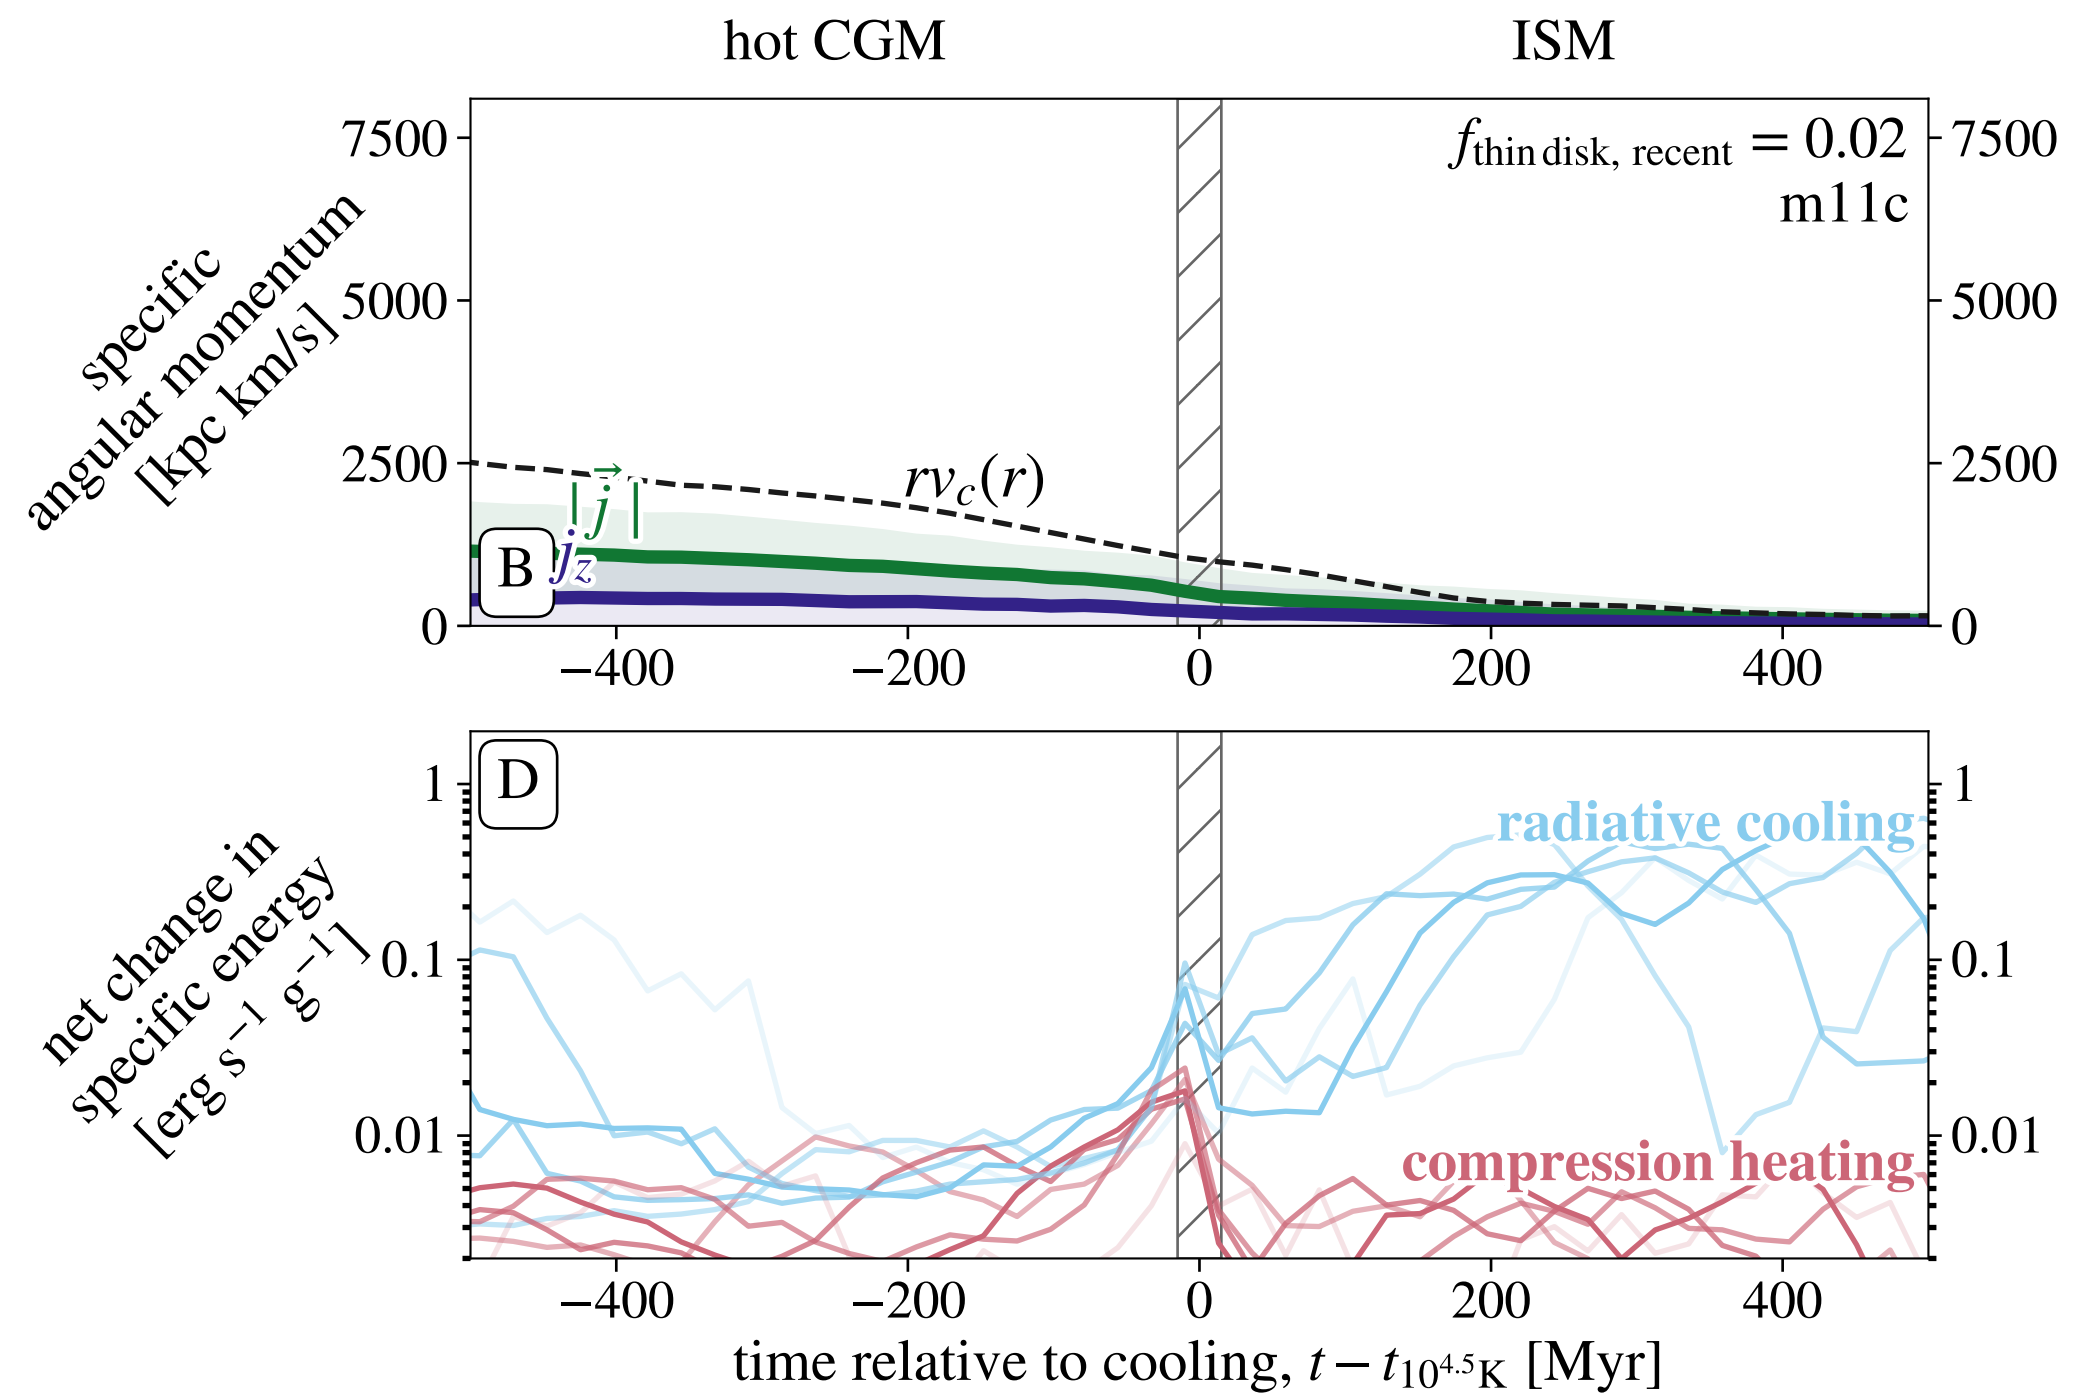 hot CGM ISM
specific
angular momentum
[kpc km/s]
7500 7500
f_thin disk, recent = 0.02
m11c
5000 5000
2500 2500
rv_c(r)
|j⃗|
j_z
B
0 0
−400 −200 0 200 400
D
net change in
specific energy
[erg s⁻¹ g⁻¹]
1 1
radiative cooling
0.1 0.1
0.01 0.01
compression heating
−400 −200 0 200 400
time relative to cooling, t − t_10^4.5 K [Myr]